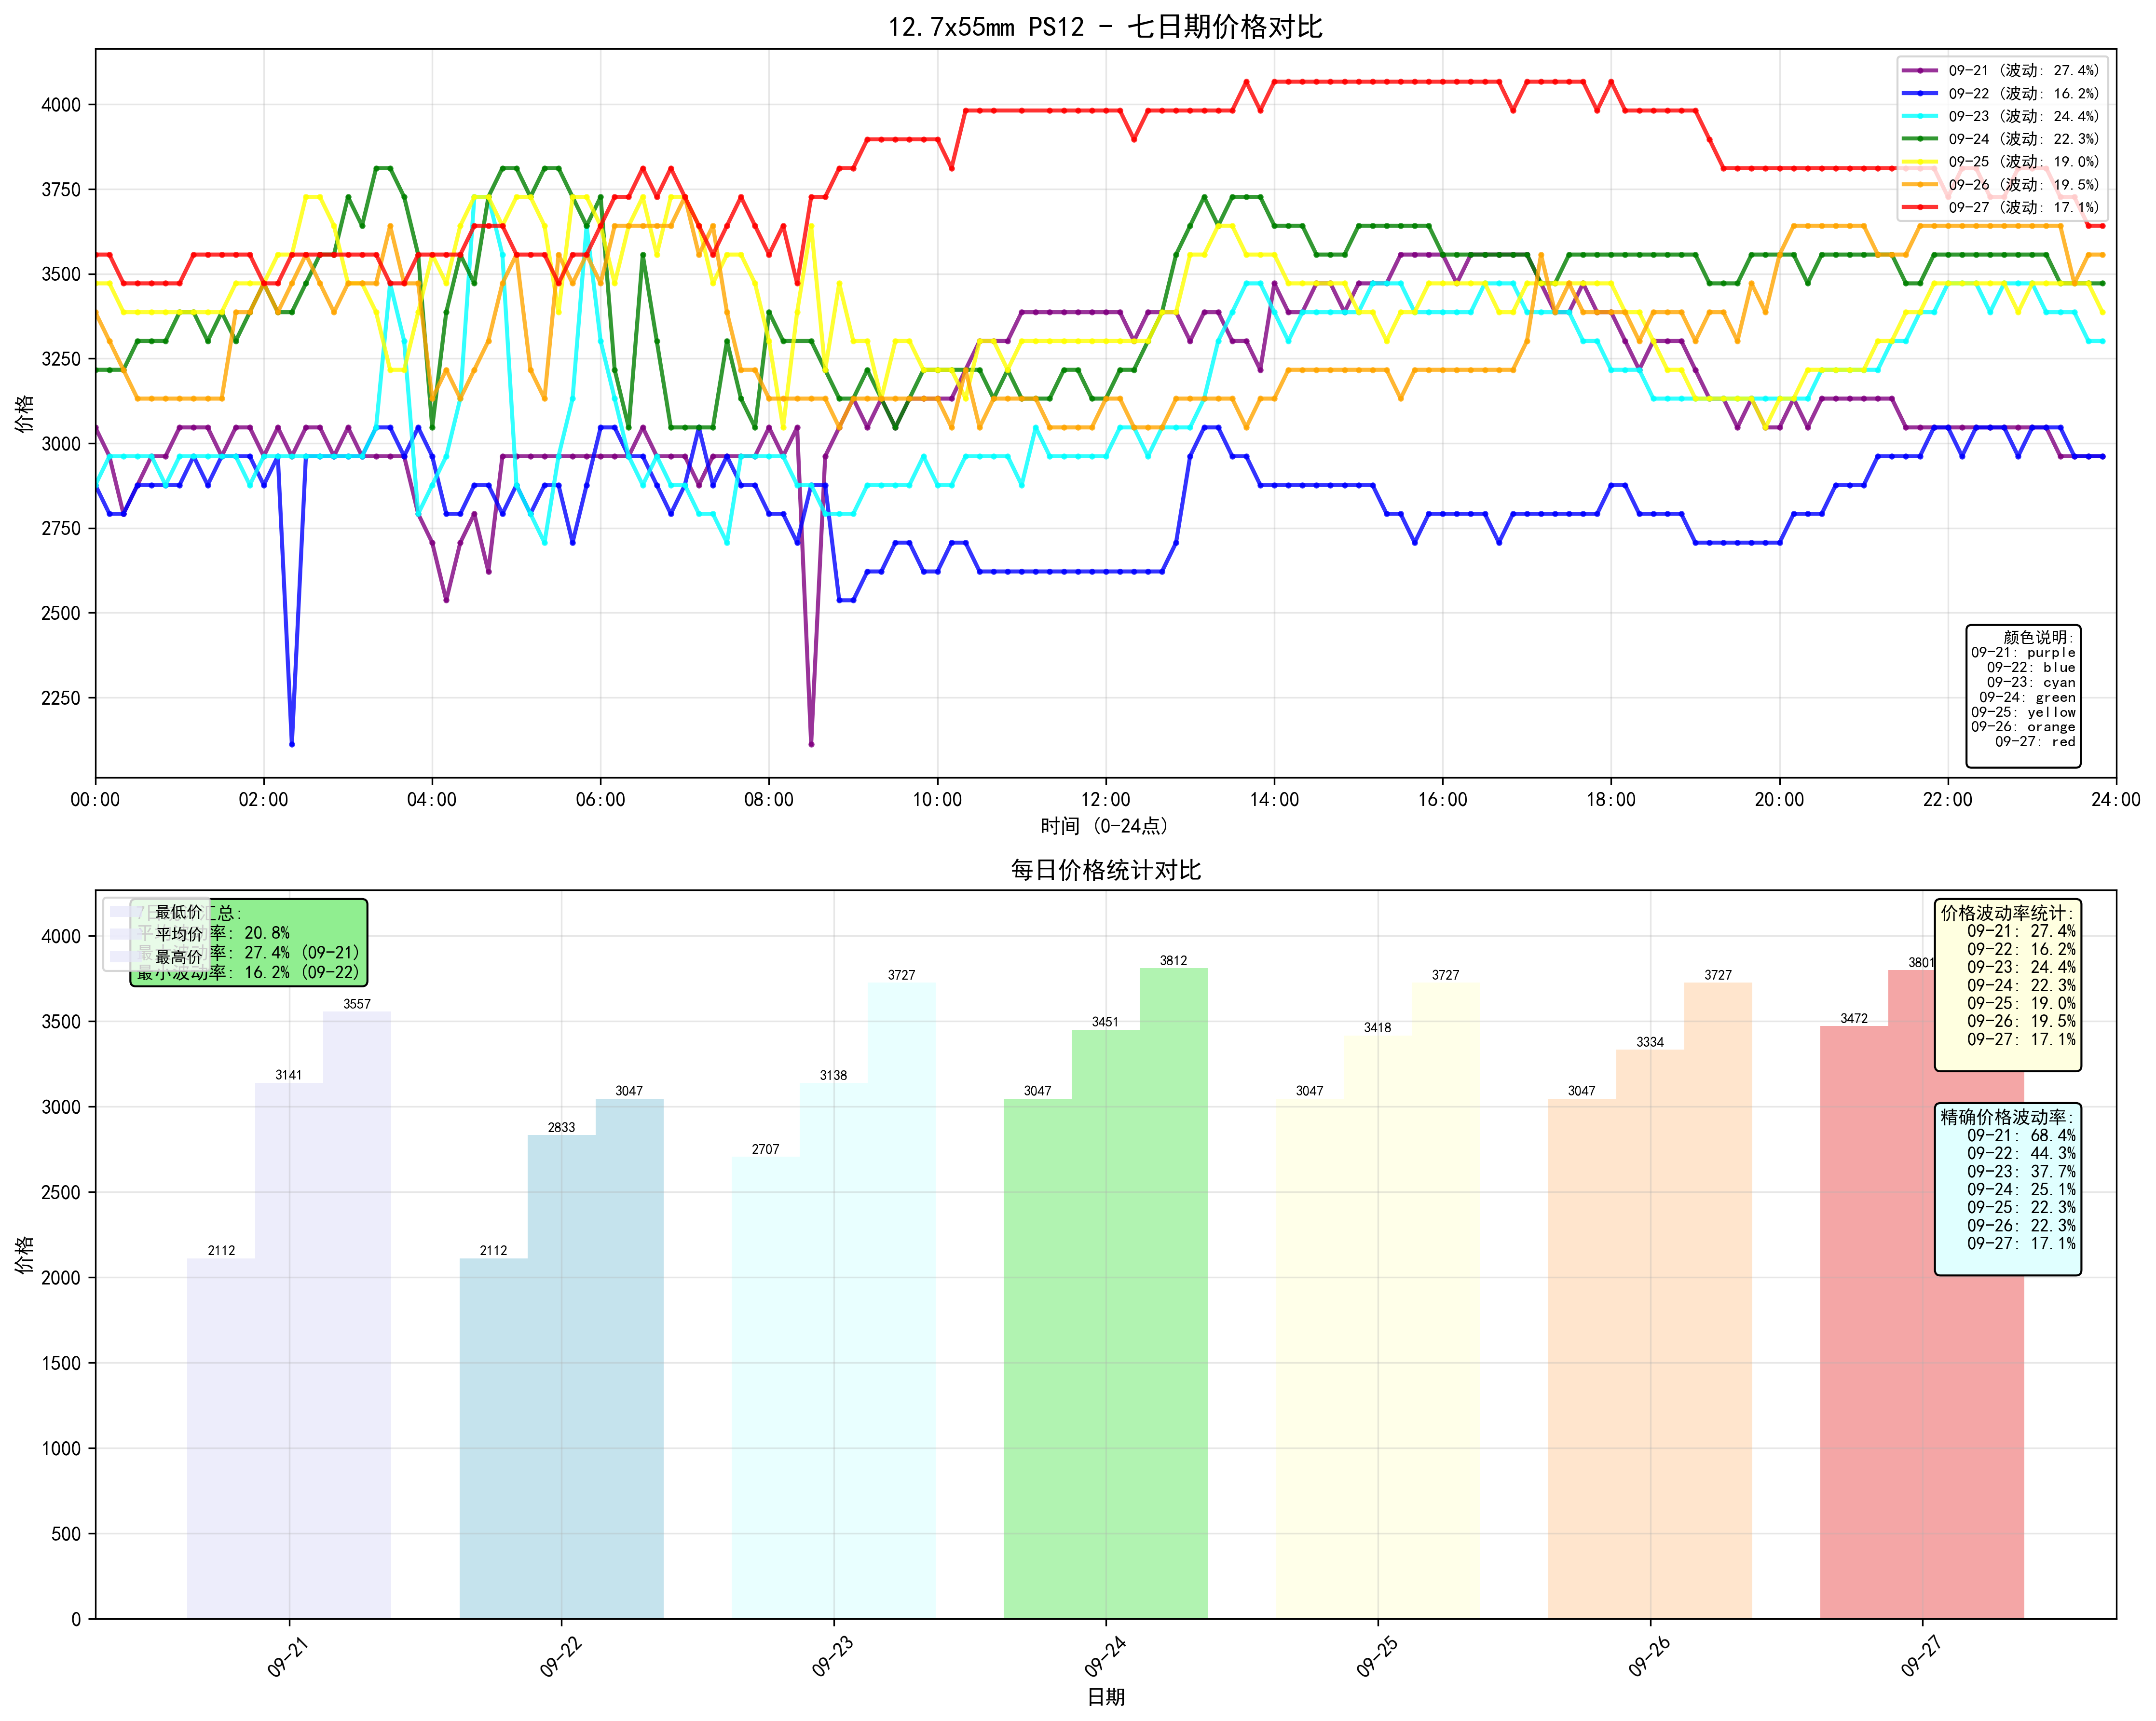 12.7x55mm PS12 - 七日期价格对比
价格
4000
3750
3500
3250
3000
2750
2500
2250
09-21 (波动: 27.4%)
09-22 (波动: 16.2%)
09-23 (波动: 24.4%)
09-24 (波动: 22.3%)
09-25 (波动: 19.0%)
09-26 (波动: 19.5%)
09-27 (波动: 17.1%)
颜色说明:
09-21: purple
09-22: blue
09-23: cyan
09-24: green
09-25: yellow
09-26: orange
09-27: red
00:00 02:00 04:00 06:00 08:00 10:00 12:00 14:00 16:00 18:00 20:00 22:00 24:00
时间 (0-24点)
每日价格统计对比
价格
4000
3500
3000
2500
2000
1500
1000
500
0
最低价
平均价
最高价
汇总:
率: 20.8%
率: 27.4% (09-21)
最小波动率: 16.2% (09-22)
2112 3141 3557
2112 2833 3047
2707 3138 3727
3047 3451 3812
3047 3418 3727
3047 3334 3727
3472 3801
价格波动率统计:
09-21: 27.4%
09-22: 16.2%
09-23: 24.4%
09-24: 22.3%
09-25: 19.0%
09-26: 19.5%
09-27: 17.1%
精确价格波动率:
09-21: 68.4%
09-22: 44.3%
09-23: 37.7%
09-24: 25.1%
09-25: 22.3%
09-26: 22.3%
09-27: 17.1%
09-21 09-22 09-23 09-24 09-25 09-26 09-27
日期